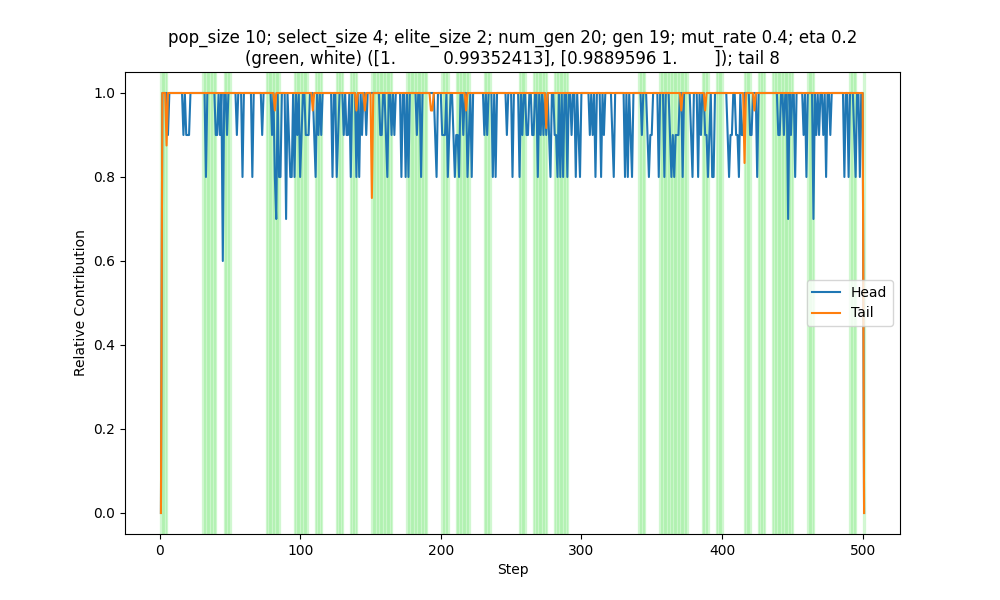 pop_size 10; select_size 4; elite_size 2; num_gen 20; gen 19; mut_rate 0.4; eta 0.2
(green, white) ([1.          0.99352413], [0.9889596 1.        ]); tail 8
1.0
0.8
0.6
0.4
0.2
0.0
Relative Contribution
Head
Tail
0
100
200
300
400
500
Step